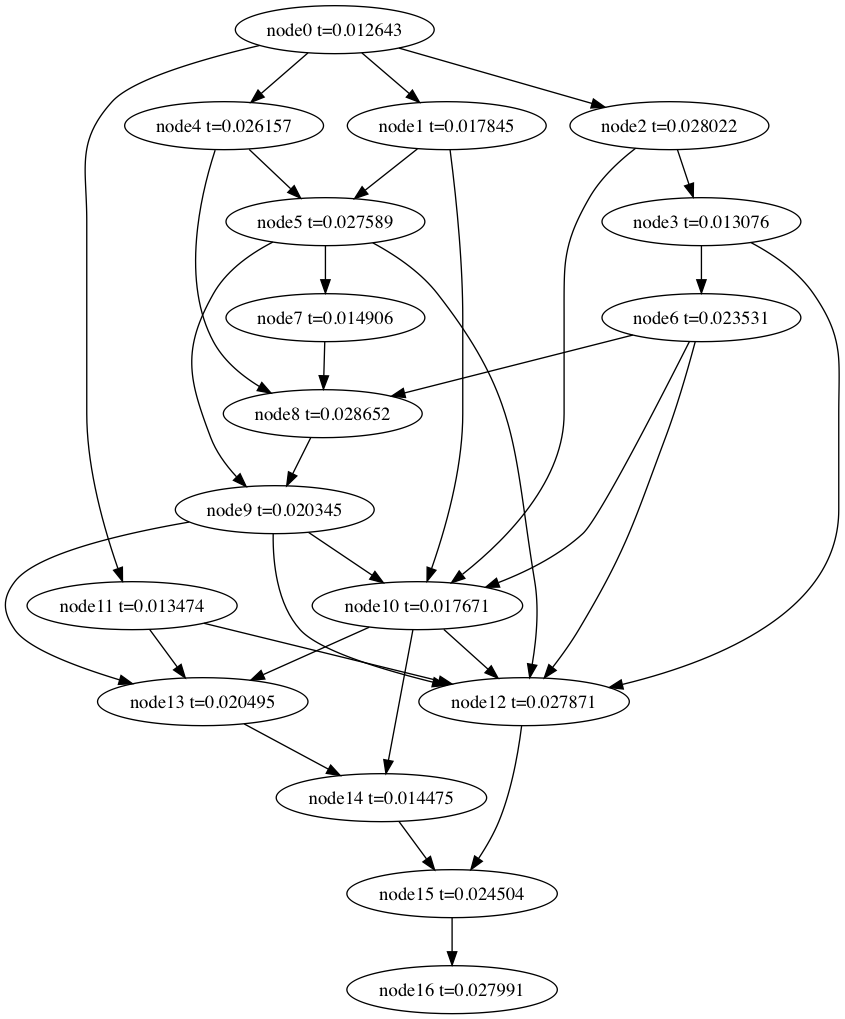 node0 t=0.012643
node4 t=0.026157
node1 t=0.017845
node2 t=0.028022
node5 t=0.027589
node3 t=0.013076
node7 t=0.014906
node6 t=0.023531
node8 t=0.028652
node9 t=0.020345
node11 t=0.013474
node10 t=0.017671
node13 t=0.020495
node12 t=0.027871
node14 t=0.014475
node15 t=0.024504
node16 t=0.027991